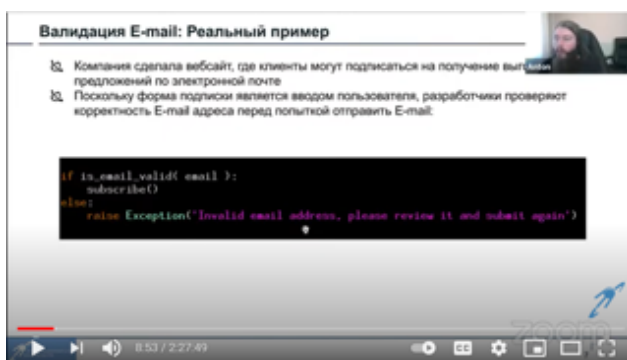 Валидация E-mail: Реальный пример
Компания сделала вебсайт, где клиенты могут подписаться на получение
предложений по электронной почте
Поскольку форма подписки является вводом пользователя, разработчики проверяют
корректность E-mail адреса перед попыткой отправить E-mail:
if is_email_valid( email ):
subscribe()
else:
raise Exception("Invalid email address, please review it and submit again")
zoom
8:53 / 2:27:49
CC